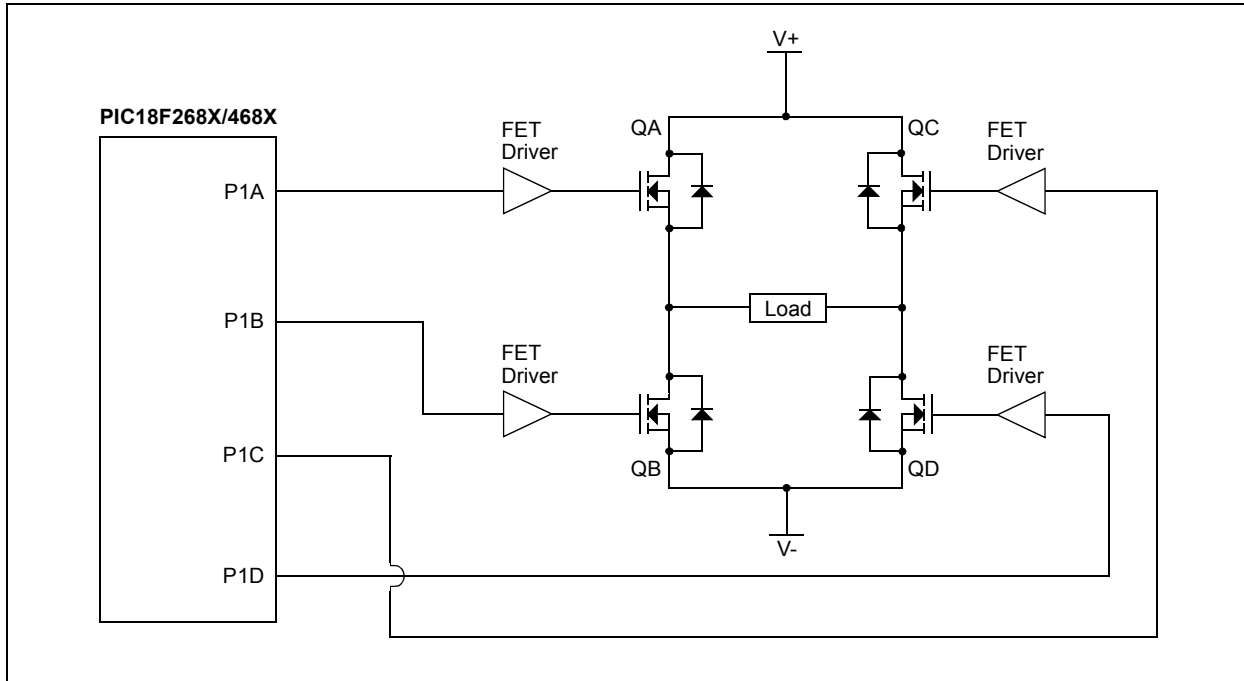 V+
PIC18F268X/468X
FET
Driver
QA
QC
FET
Driver
P1A
Load
P1B
FET
Driver
FET
Driver
P1C
QB
QD
V-
P1D